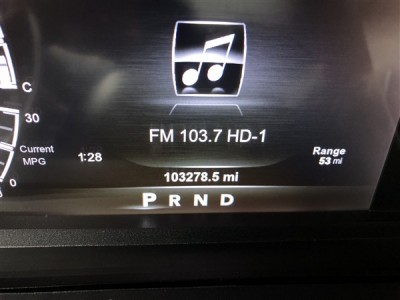 C
30
FM 103.7 HD-1
Current
MPG
1:28
Range
53 mi
0
103278.5 mi
P R N D